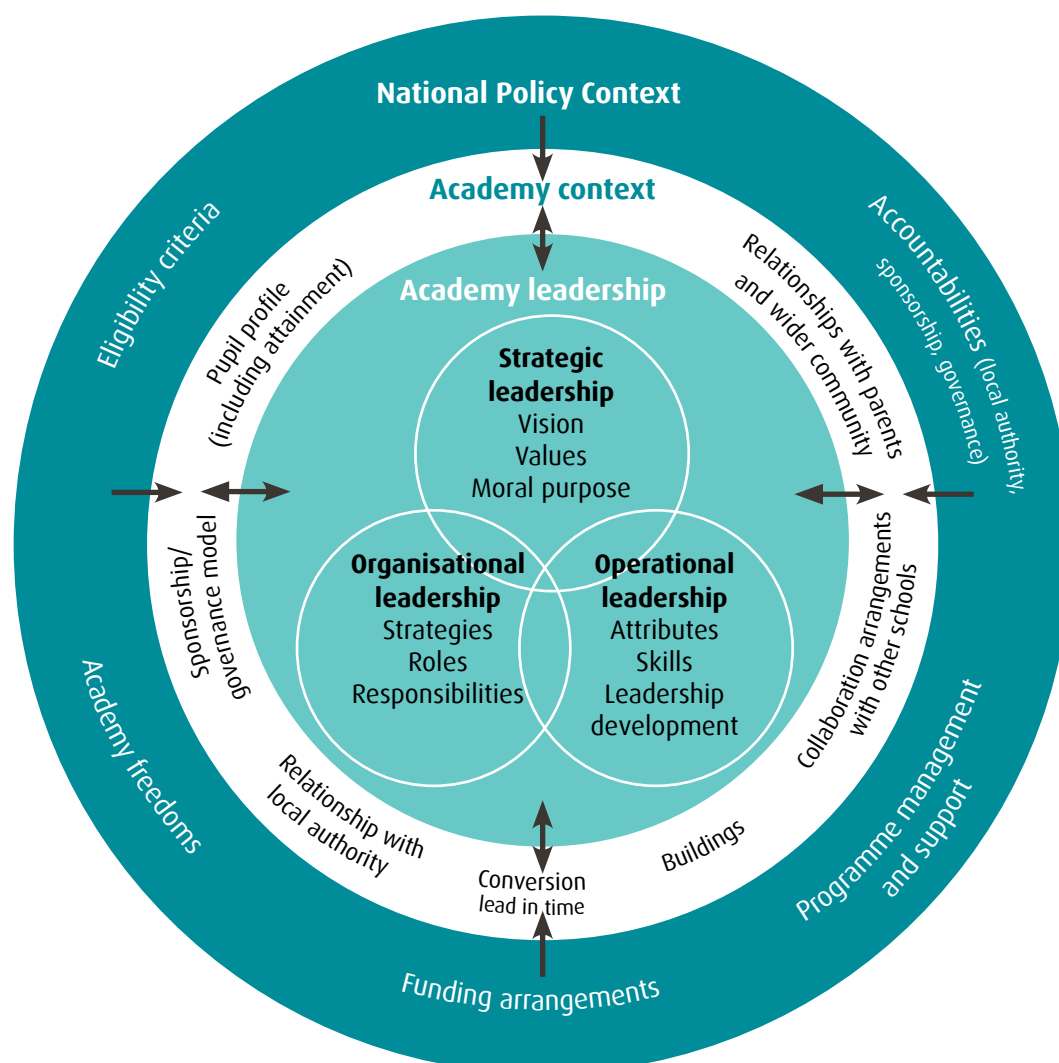 National Policy Context
Academy context
Academy leadership
Eligibility criteria
Pupil profile
(including attainment)
Relationships with parents
and wider community
Accountabilities (local authority,
sponsorship, governance)
Strategic
leadership
Vision
Values
Moral purpose
Organisational
leadership
Strategies
Roles
Responsibilities
Operational
leadership
Attributes
Skills
Leadership
development
Sponsorship/
governance model
Collaboration arrangements
with other schools
Academy freedoms
Relationship with
local authority
Conversion
lead in time
Buildings
Programme management
and support
Funding arrangements